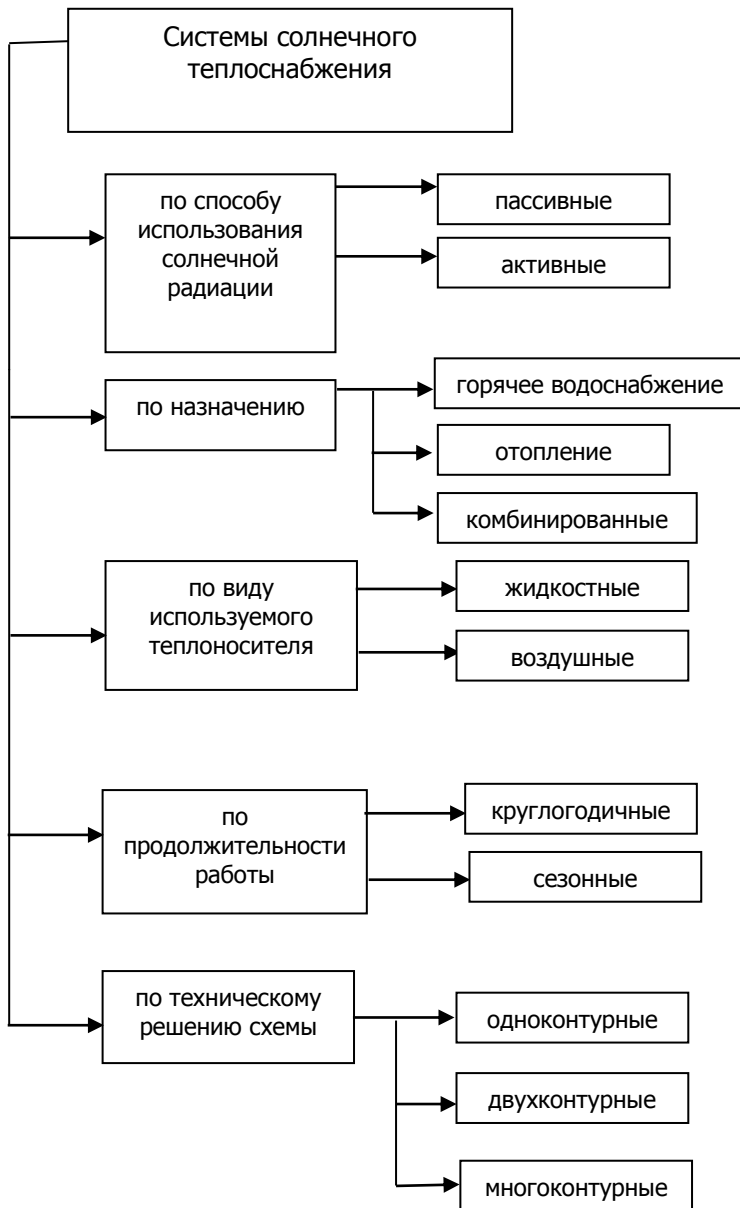 Системы солнечного
теплоснабжения
по способу
использования
солнечной
радиации
пассивные
активные
по назначению
горячее водоснабжение
отопление
комбинированные
по виду
используемого
теплоносителя
жидкостные
воздушные
по
продолжительности
работы
круглогодичные
сезонные
по техническому
решению схемы
одноконтурные
двухконтурные
многоконтурные